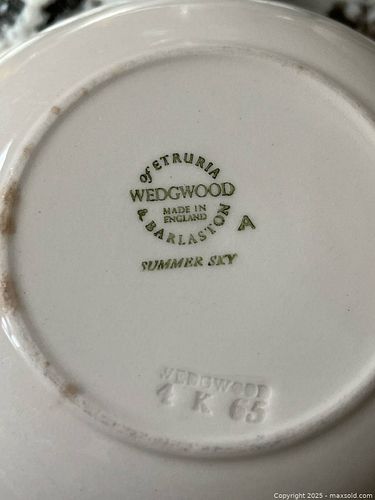 of ETRURIA
WEDGWOOD
MADE IN
ENGLAND
& BARLASTON
A
SUMMER SKY
WEDGWOOD
4 K 65
Copyright 2025 - maxsold.com